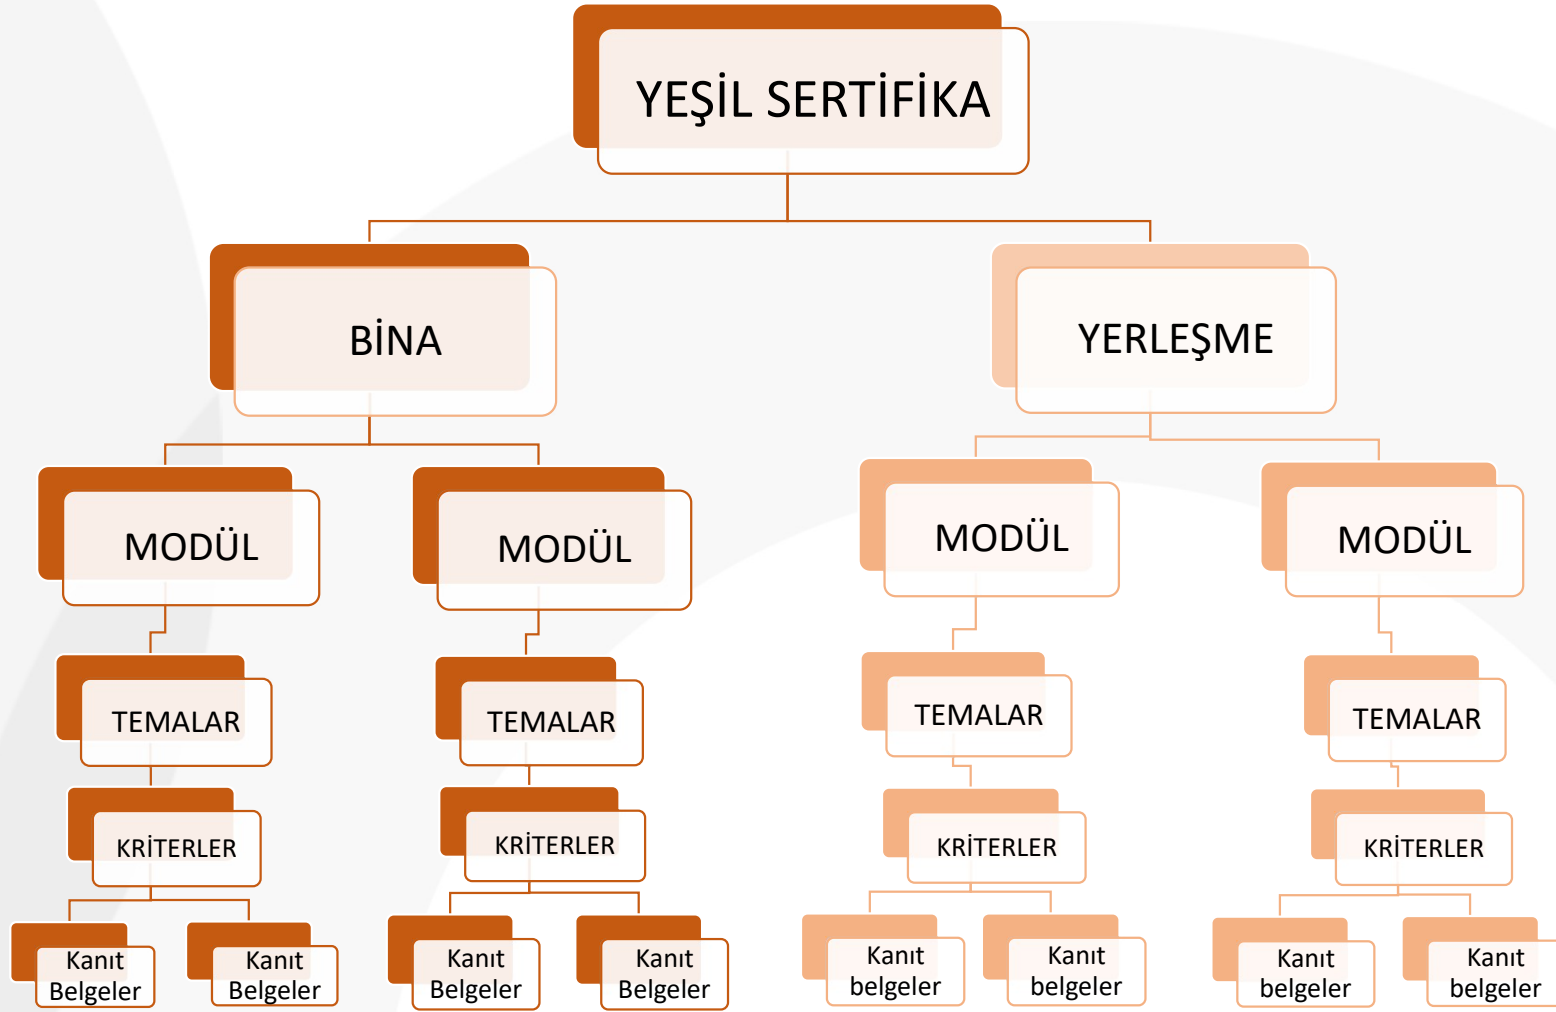 YEŞİL SERTİFİKA
BİNA
YERLEŞME
MODÜL
MODÜL
MODÜL
MODÜL
TEMALAR
TEMALAR
TEMALAR
TEMALAR
KRİTERLER
KRİTERLER
KRİTERLER
KRİTERLER
Kanıt
Belgeler
Kanıt
Belgeler
Kanıt
Belgeler
Kanıt
Belgeler
Kanıt
belgeler
Kanıt
belgeler
Kanıt
belgeler
Kanıt
belgeler